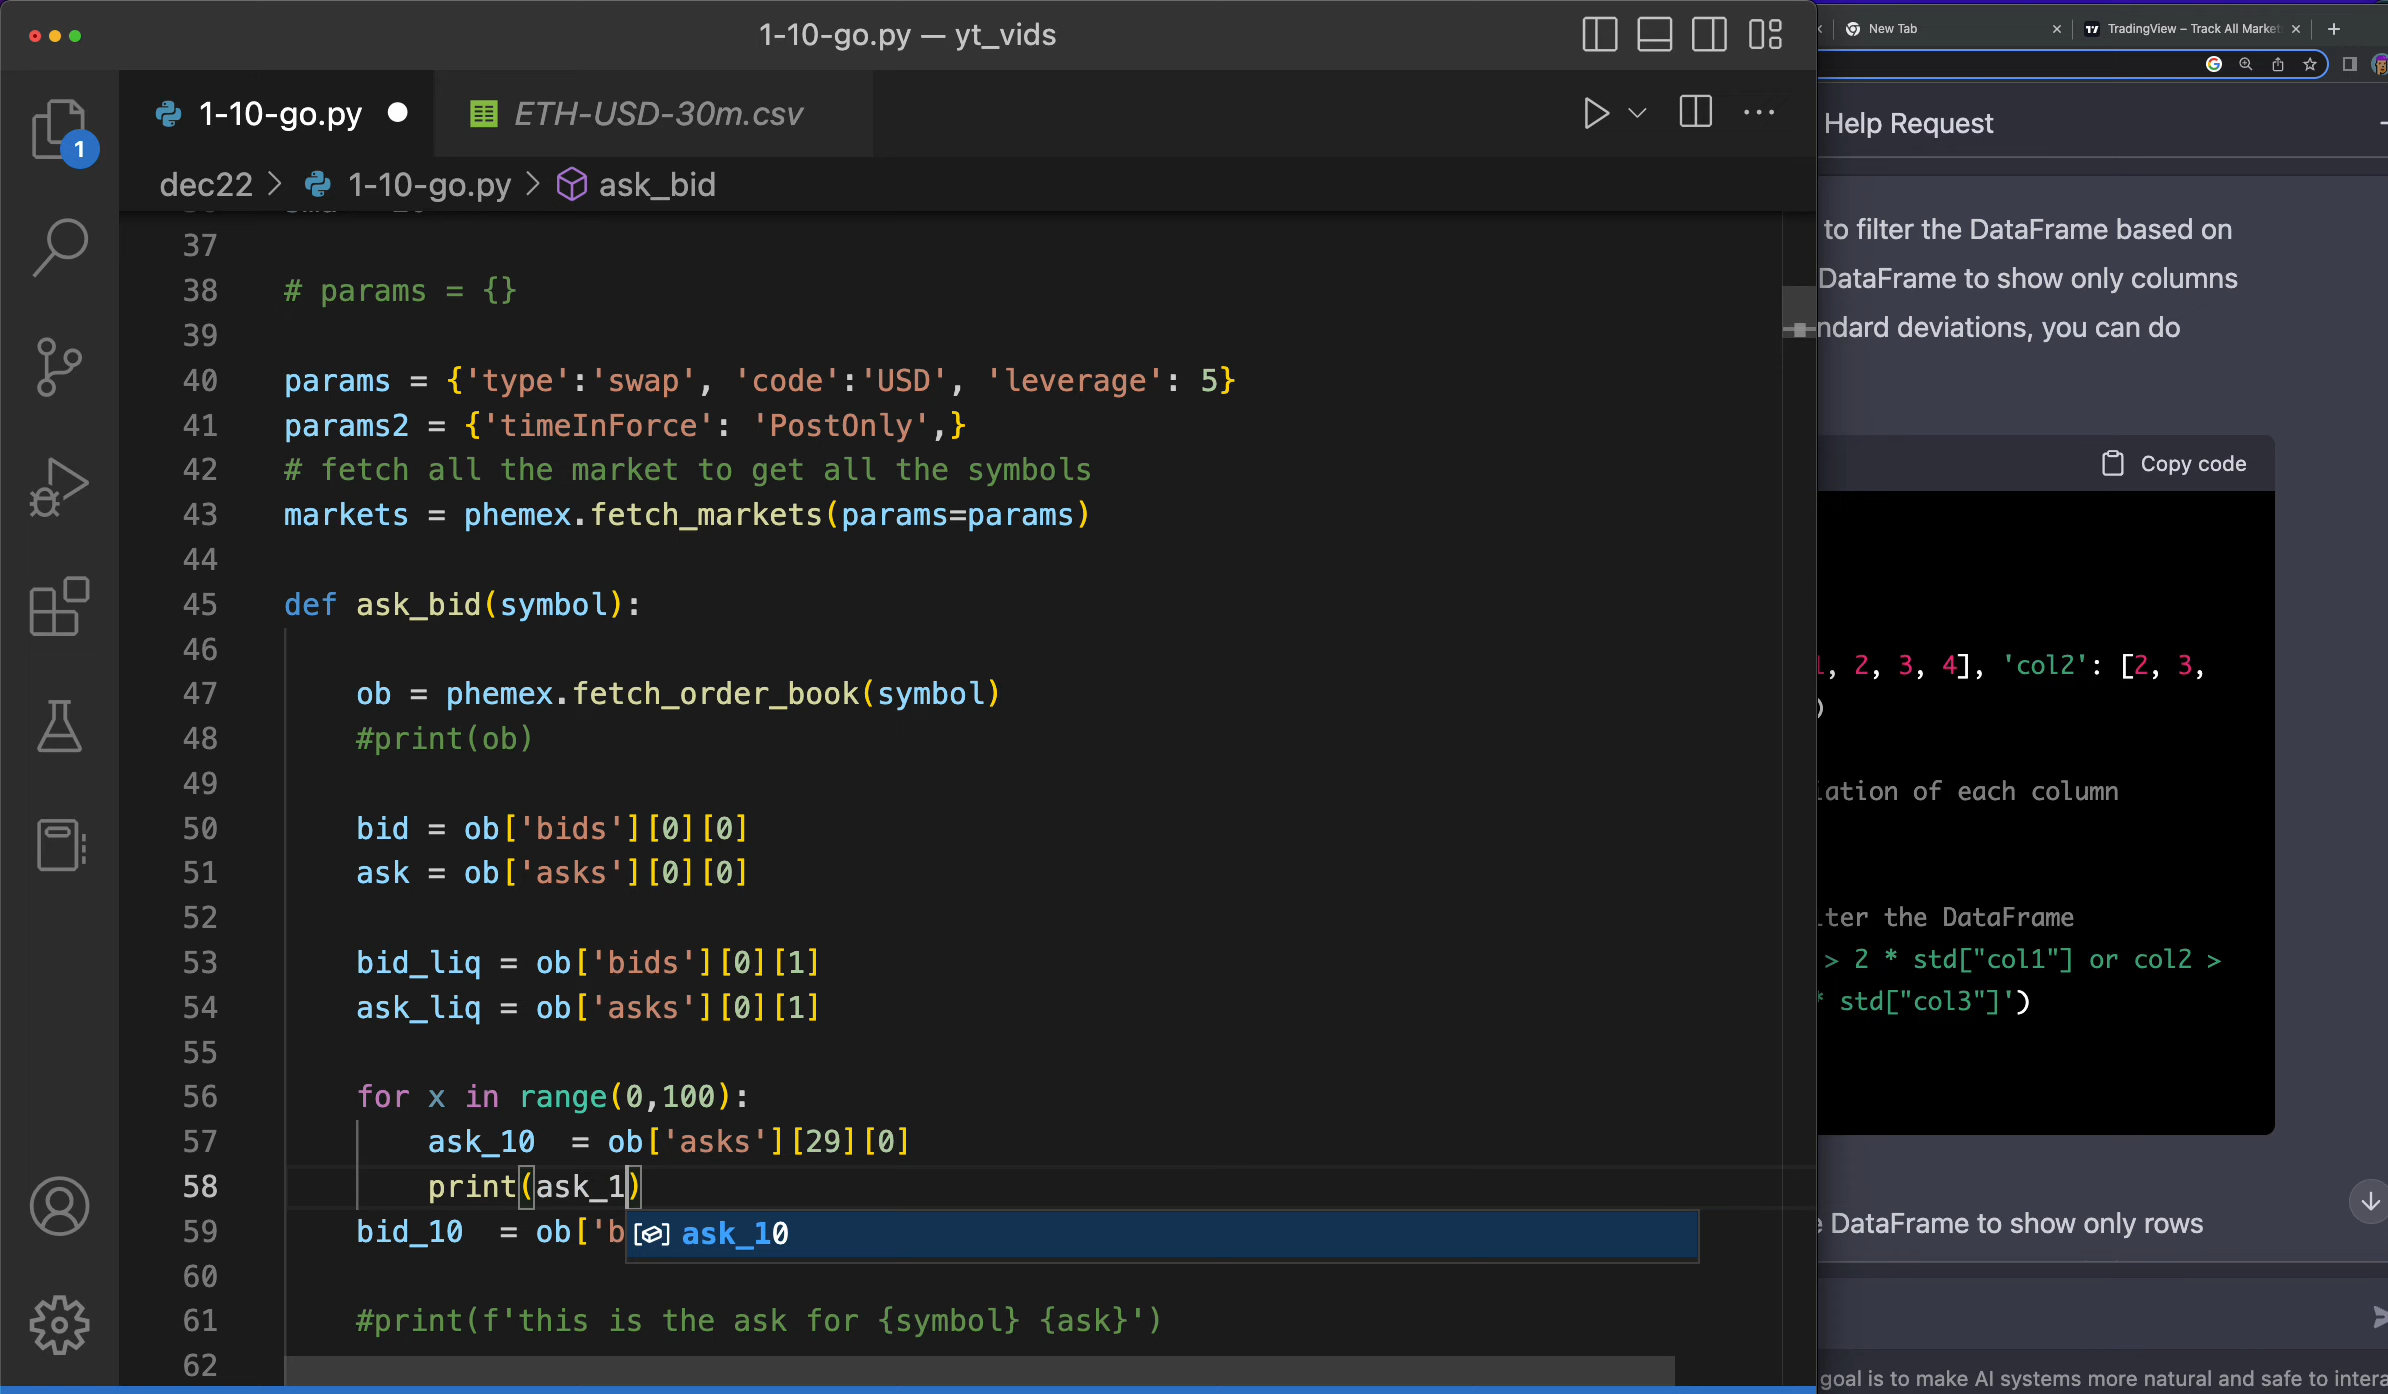 1-10-go.py — yt_vids
1-10-go.py
ETH-USD-30m.csv
dec22 > 1-10-go.py > ask_bid
1
37
38 # params = {}
39
40 params = {'type':'swap', 'code':'USD', 'leverage': 5}
41 params2 = {'timeInForce': 'PostOnly',}
42 # fetch all the market to get all the symbols
43 markets = phemex.fetch_markets(params=params)
44
45 def ask_bid(symbol):
46
47 ob = phemex.fetch_order_book(symbol)
48 #print(ob)
49
50 bid = ob['bids'][0][0]
51 ask = ob['asks'][0][0]
52
53 bid_liq = ob['bids'][0][1]
54 ask_liq = ob['asks'][0][1]
55
56 for x in range(0,100):
57 ask_10  = ob['asks'][29][0]
58 print(ask_1)
59 bid_10  = ob['b
ask_10
60
61 #print(f'this is the ask for {symbol} {ask}')
62
New Tab
TradingView – Track All Market
Help Request
to filter the DataFrame based on
DataFrame to show only columns
ndard deviations, you can do
Copy code
, 2, 3, 4], 'col2': [2, 3,
)
iation of each column
ter the DataFrame
> 2 * std["col1"] or col2 >
* std["col3"]')
DataFrame to show only rows
goal is to make AI systems more natural and safe to intera